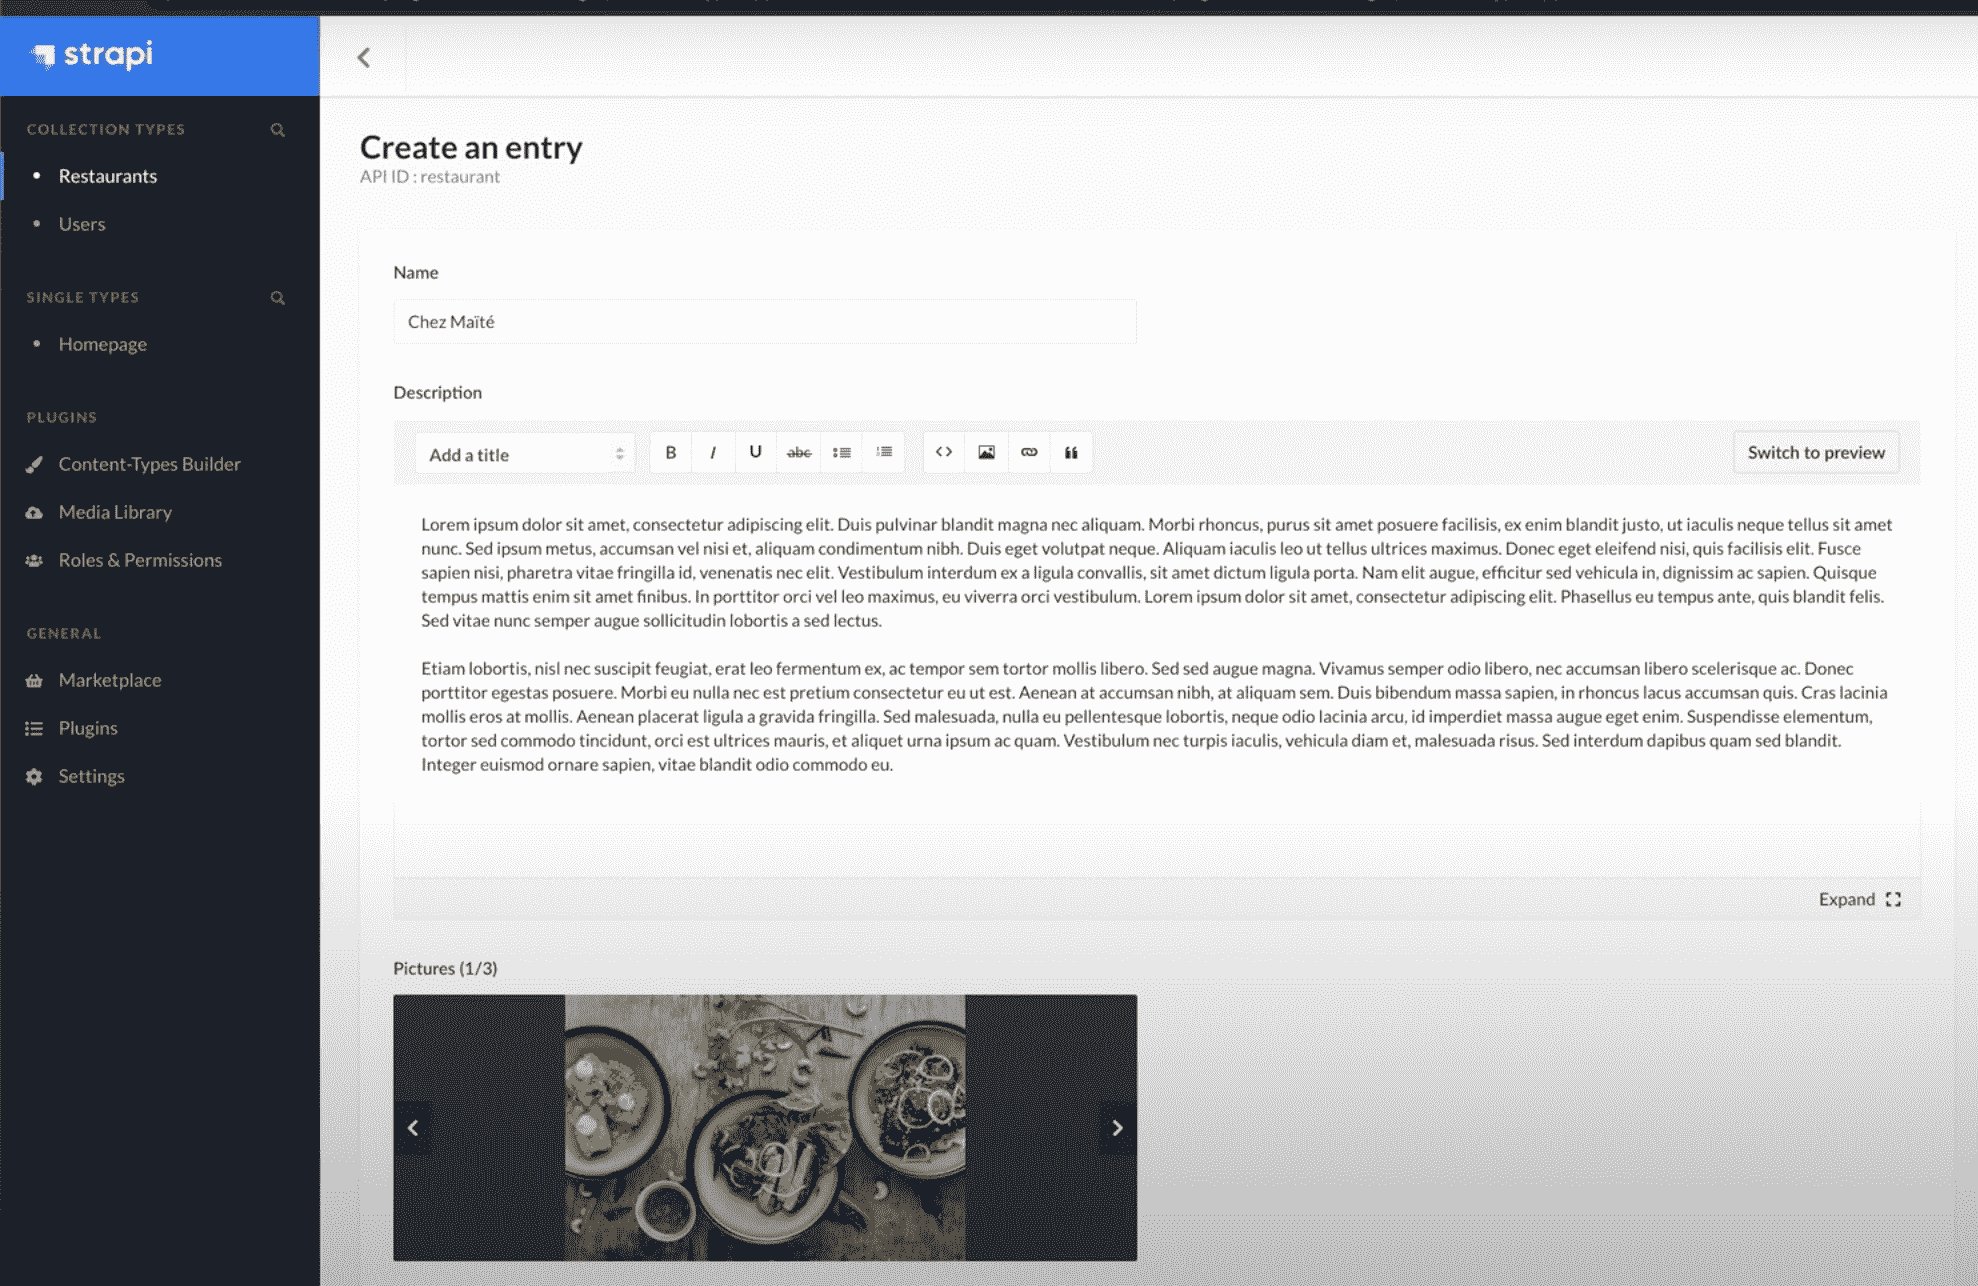 strapi
COLLECTION TYPES
Restaurants
Users
SINGLE TYPES
Homepage
PLUGINS
Content-Types Builder
Media Library
Roles & Permissions
GENERAL
Marketplace
Plugins
Settings
Create an entry
API ID : restaurant
Name
Chez Maïté
Description
Add a title
B I U abc
Switch to preview
Lorem ipsum dolor sit amet, consectetur adipiscing elit. Duis pulvinar blandit magna nec aliquam. Morbi rhoncus, purus sit amet posuere facilisis, ex enim blandit justo, ut iaculis neque tellus sit amet
nunc. Sed ipsum metus, accumsan vel nisi et, aliquam condimentum nibh. Duis eget volutpat neque. Aliquam iaculis leo ut tellus ultrices maximus. Donec eget eleifend nisi, quis facilisis elit. Fusce
sapien nisi, pharetra vitae fringilla id, venenatis nec elit. Vestibulum interdum ex a ligula convallis, sit amet dictum ligula porta. Nam elit augue, efficitur sed vehicula in, dignissim ac sapien. Quisque
tempus mattis enim sit amet finibus. In porttitor orci vel leo maximus, eu viverra orci vestibulum. Lorem ipsum dolor sit amet, consectetur adipiscing elit. Phasellus eu tempus ante, quis blandit felis.
Sed vitae nunc semper augue sollicitudin lobortis a sed lectus.
Etiam lobortis, nisl nec suscipit feugiat, erat leo fermentum ex, ac tempor sem tortor mollis libero. Sed sed augue magna. Vivamus semper odio libero, nec accumsan libero scelerisque ac. Donec
porttitor egestas posuere. Morbi eu nulla nec est pretium consectetur eu ut est. Aenean at accumsan nibh, at aliquam sem. Duis bibendum massa sapien, in rhoncus lacus accumsan quis. Cras lacinia
mollis eros at mollis. Aenean placerat ligula a gravida fringilla. Sed malesuada, nulla eu pellentesque lobortis, neque odio lacinia arcu, id imperdiet massa augue eget enim. Suspendisse elementum,
tortor sed commodo tincidunt, orci est ultrices mauris, et aliquet urna ipsum ac quam. Vestibulum nec turpis iaculis, vehicula diam et, malesuada risus. Sed interdum dapibus quam sed blandit.
Integer euismod ornare sapien, vitae blandit odio commodo eu.
Expand
Pictures (1/3)